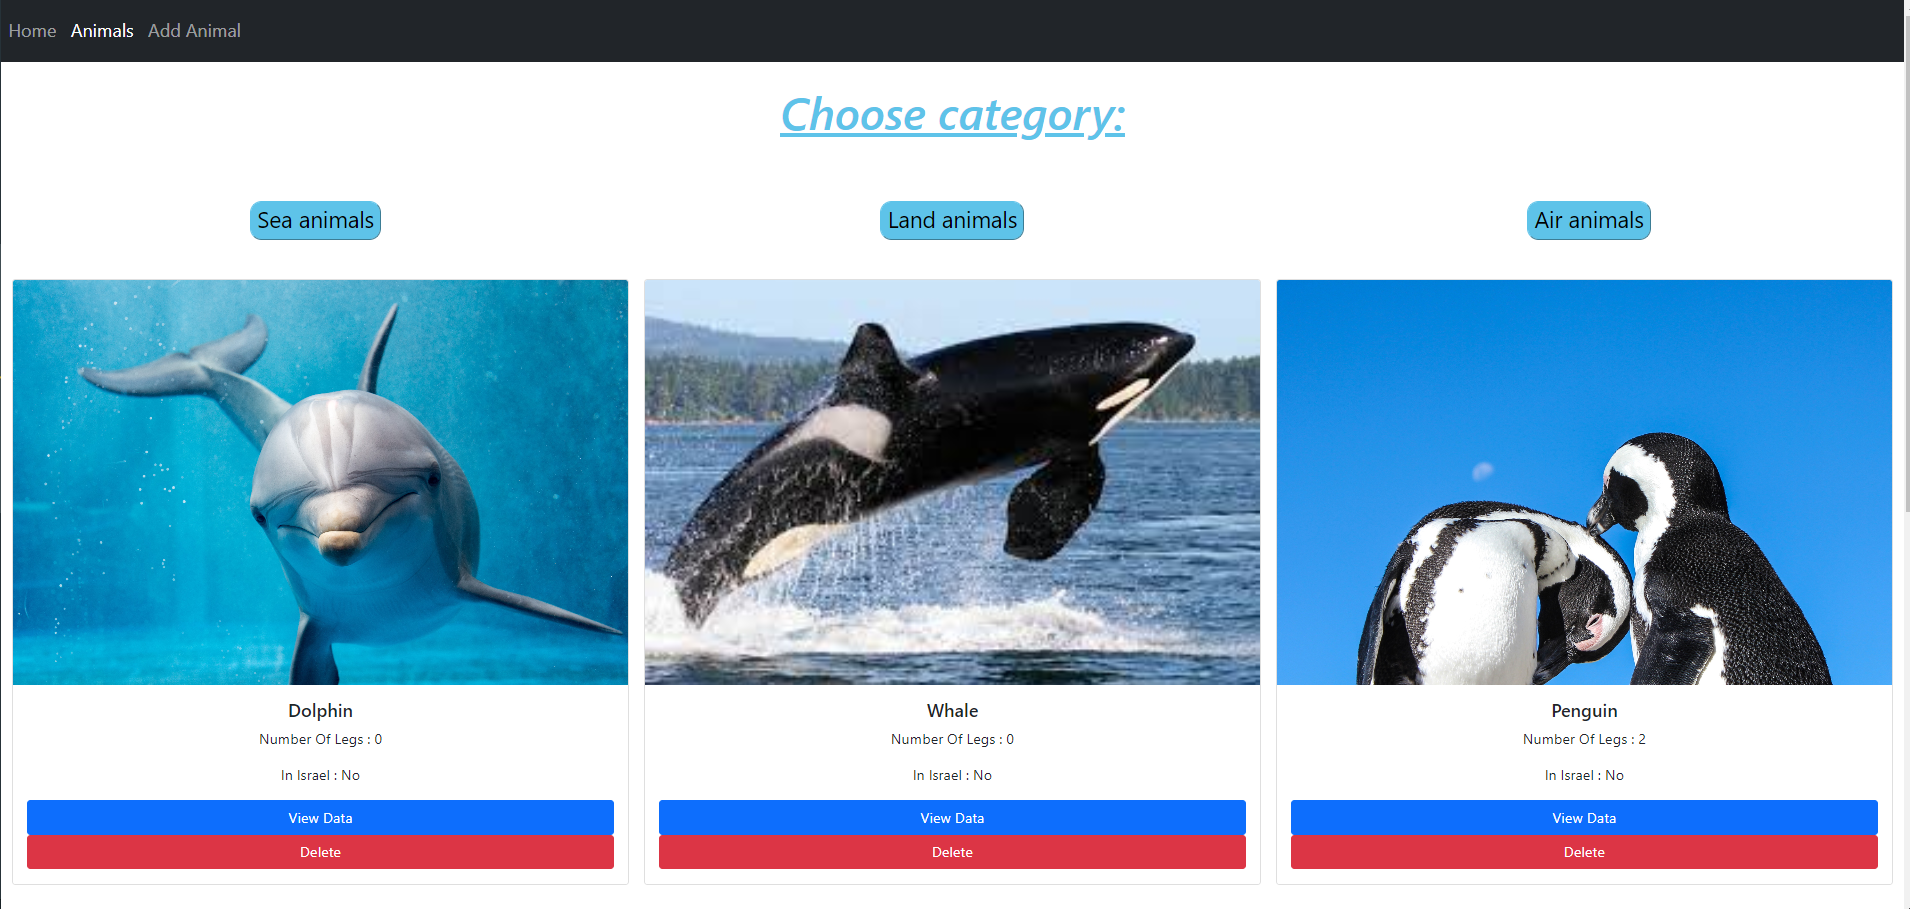 Home Animals Add Animal
Choose category:
Sea animals
Land animals
Air animals
Dolphin
Number Of Legs : 0
In Israel : No
View Data
Delete
Whale
Number Of Legs : 0
In Israel : No
View Data
Delete
Penguin
Number Of Legs : 2
In Israel : No
View Data
Delete